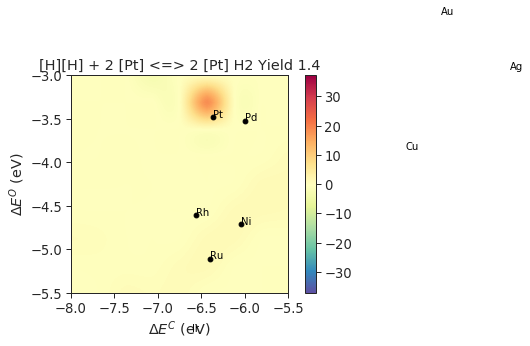 Au
[H][H] + 2 [Pt] <=> 2 [Pt] H2 Yield 1.4
Ag
−3.0
30
Pt
Pd
−3.5
20
Cu
−4.0
10
ΔE^O (eV)
0
−4.5
Rh
Ni
−10
−5.0
Ru
−20
−30
−5.5
−8.0 −7.5 −7.0 −6.5 −6.0 −5.5
ΔE^C (eV)